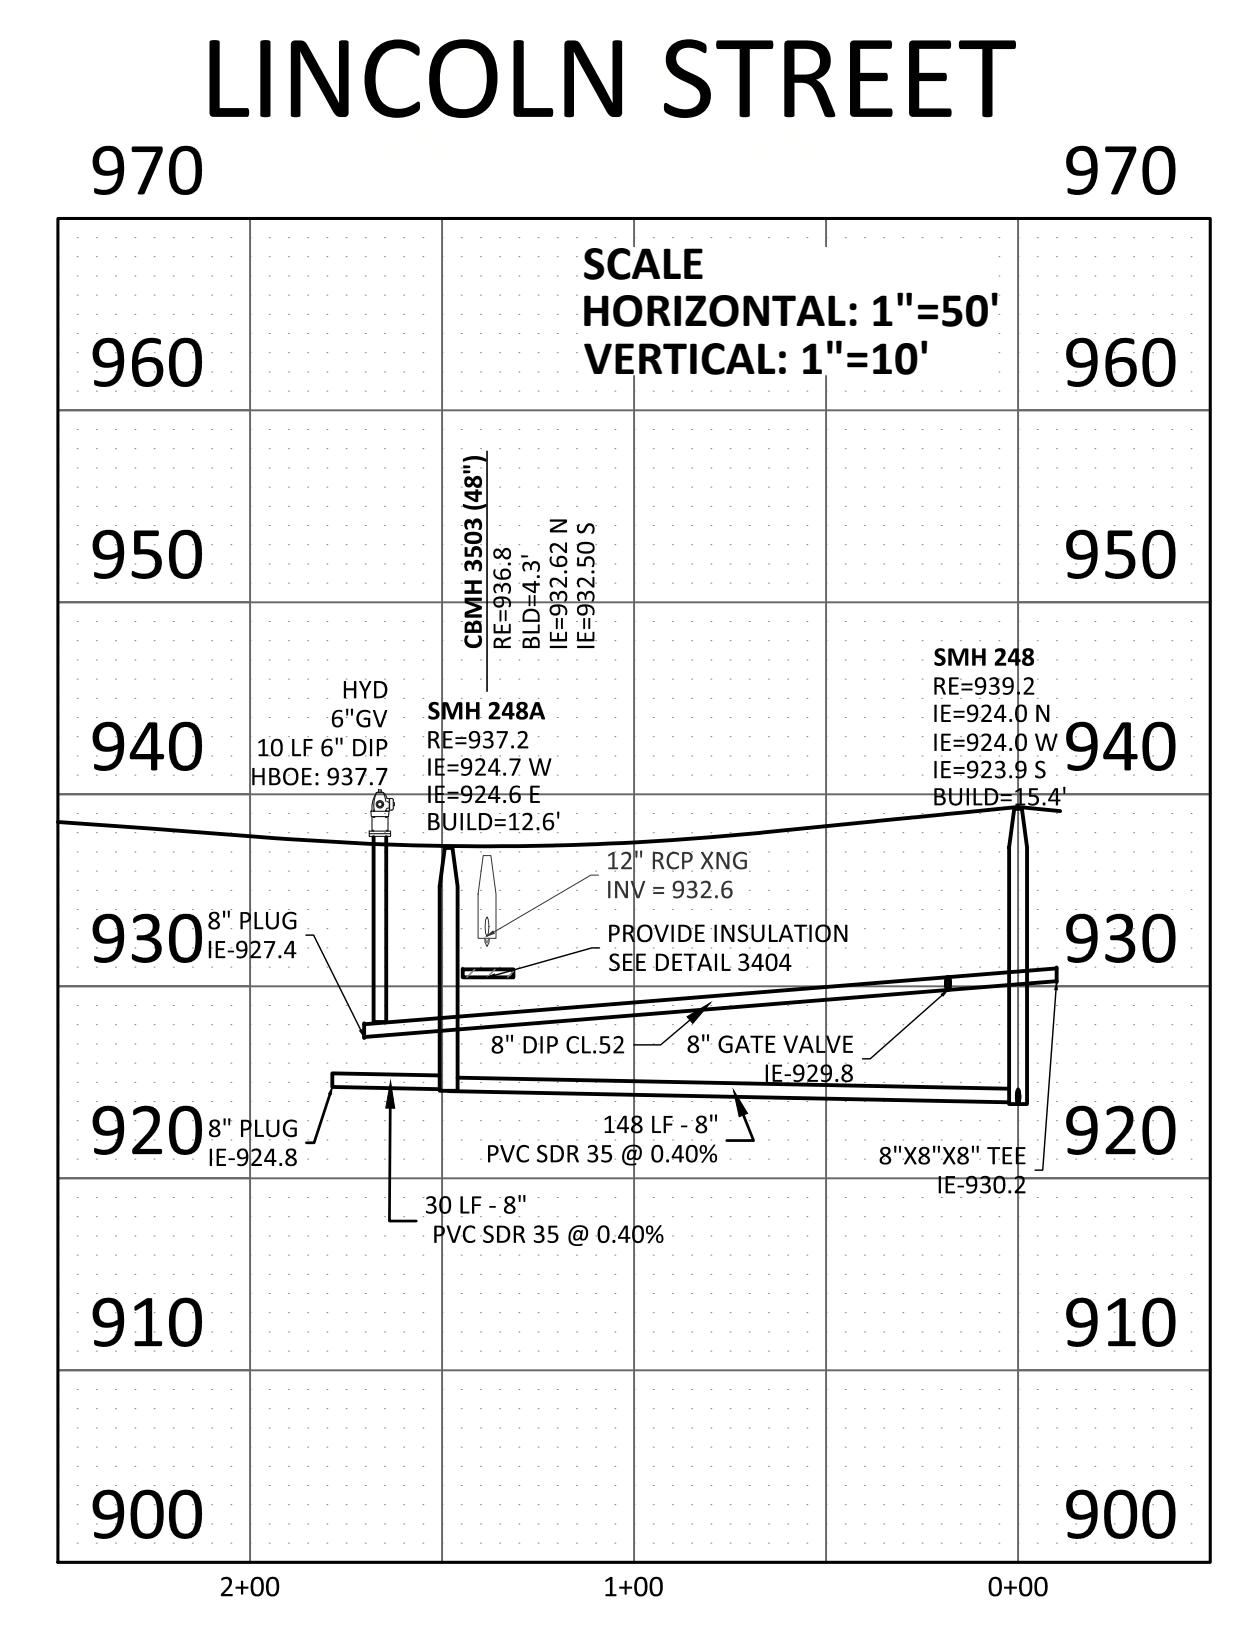 LINCOLN STREET
970
970
SCALE
HORIZONTAL: 1"=50'
VERTICAL: 1"=10'
960
960
CBMH 3503 (48")
RE=936.8
BLD=4.3'
IE=932.62 N
IE=932.50 S
950
950
HYD
6"GV
10 LF 6" DIP
HBOE: 937.7
SMH 248A
RE=937.2
IE=924.7 W
IE=924.6 E
BUILD=12.6'
SMH 248
RE=939.2
IE=924.0 N
IE=924.0 W
IE=923.9 S
BUILD=15.4'
940
940
12" RCP XNG
INV = 932.6
PROVIDE INSULATION
SEE DETAIL 3404
930
8" PLUG
IE-927.4
930
8" DIP CL.52
8" GATE VALVE
IE-929.8
920
8" PLUG
IE-924.8
148 LF - 8"
PVC SDR 35 @ 0.40%
8"X8"X8" TEE
IE-930.2
920
30 LF - 8"
PVC SDR 35 @ 0.40%
910
910
900
900
2+00
1+00
0+00